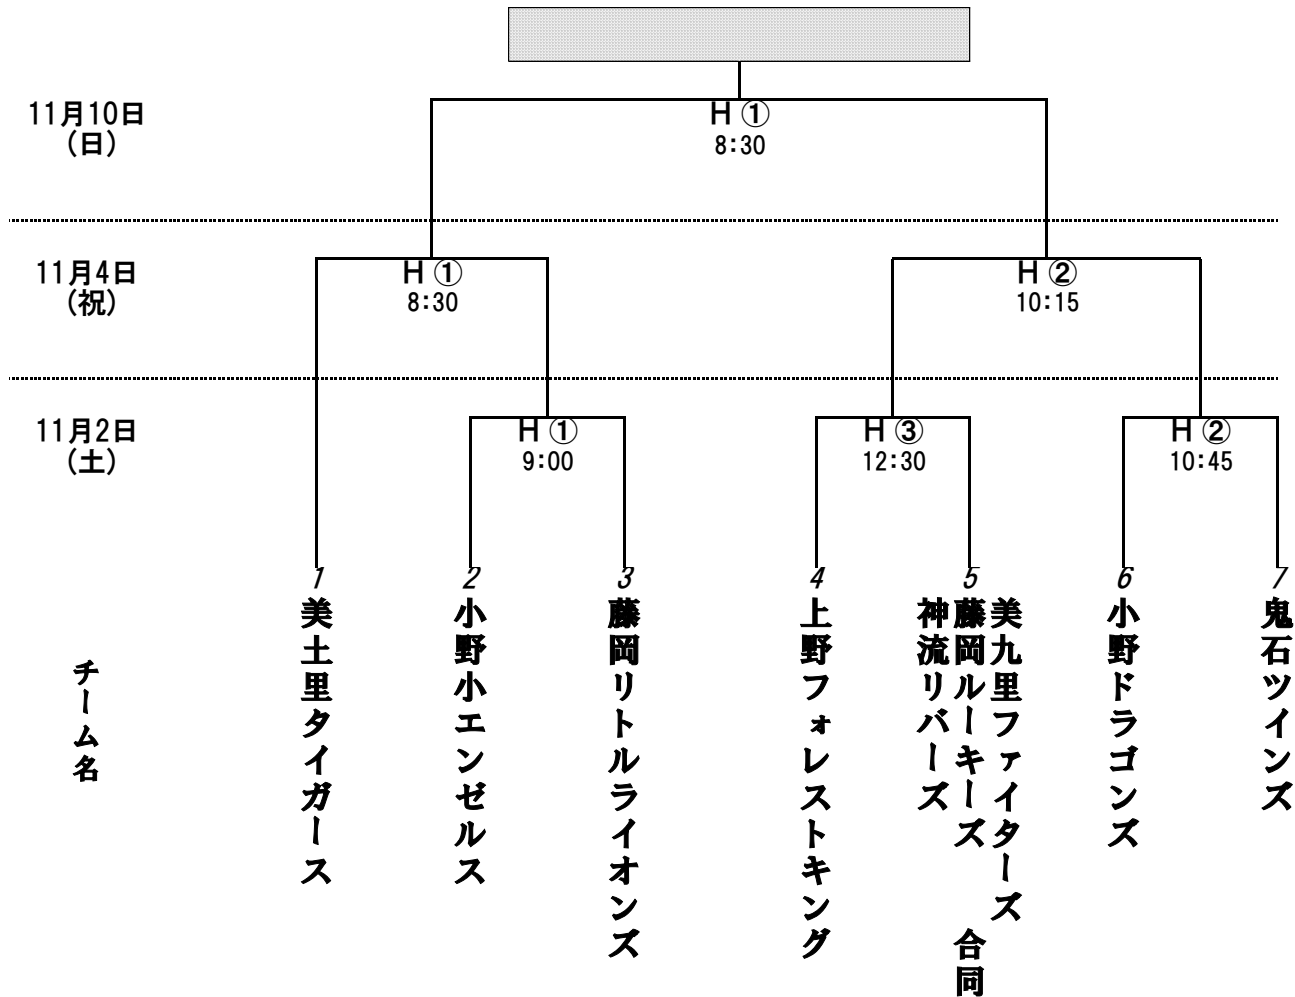 11月10日
(日)
H ①
8:30
11月4日
(祝)
H ①
8:30
H ②
10:15
11月2日
(土)
H ①
9:00
H ③
12:30
H ②
10:45
チーム名
1
美土里タイガース
2
小野小エンゼルス
3
藤岡リトルライオンズ
4
上野フォレストキング
5
美九里ファイターズ
藤岡ルーキーズ 合同
神流リバーズ
6
小野ドラゴンズ
7
鬼石ツインズ